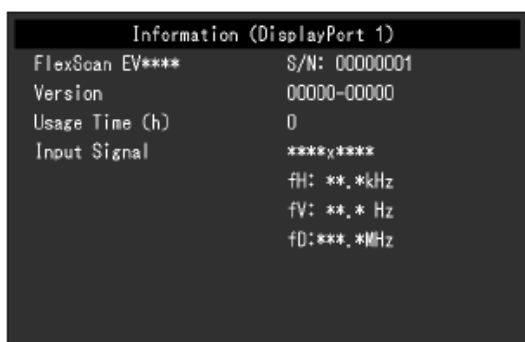 Information (DisplayPort 1)
FlexScan EV**** S/N: 00000001
Version 00000-00000
Usage Time (h) 0
Input Signal ****x****
fH: **.*kHz
fV: **.* Hz
fD:***.*MHz